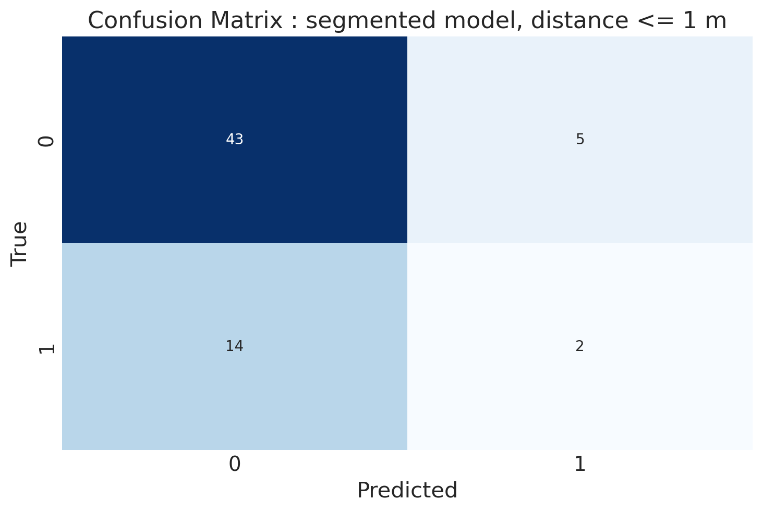 Confusion Matrix : segmented model, distance <= 1 m
True
0
43
5
1
14
2
0
1
Predicted